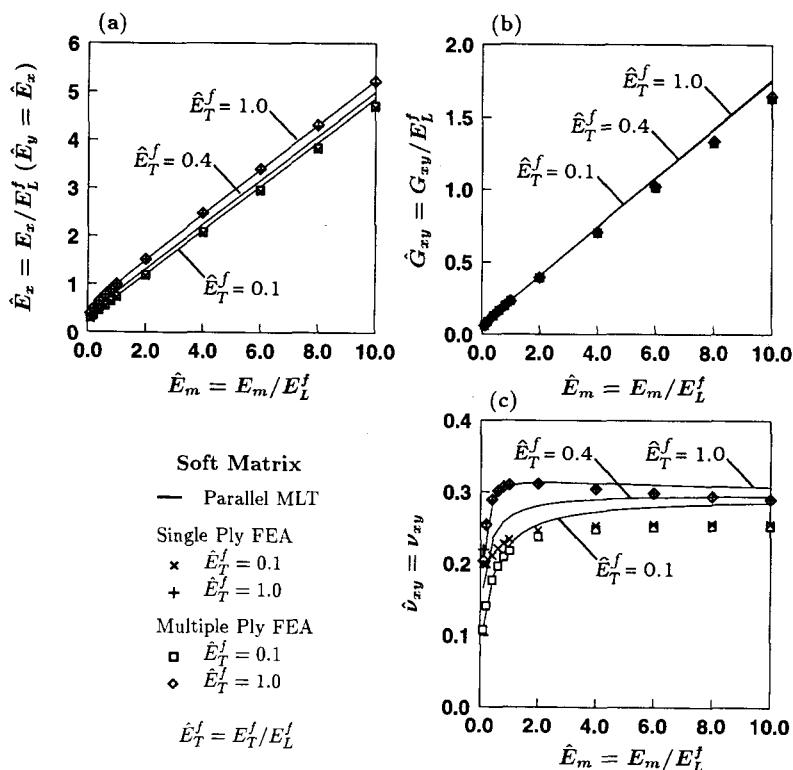 (a)
6
5
4
3
2
1
0
0.0 2.0 4.0 6.0 8.0 10.0
Ê_x = E_x/E_L^f (Ê_y = Ê_x)
Ê_T^f = 1.0
Ê_T^f = 0.4
Ê_T^f = 0.1
Ê_m = E_m/E_L^f
(b)
2.0
1.5
1.0
0.5
0.0
0.0 2.0 4.0 6.0 8.0 10.0
Ĝ_xy = G_xy/E_L^f
Ê_T^f = 1.0
Ê_T^f = 0.4
Ê_T^f = 0.1
Ê_m = E_m/E_L^f
(c)
0.4
0.3
0.2
0.1
0.0
0.0 2.0 4.0 6.0 8.0 10.0
ν̂_xy = ν_xy
Ê_T^f = 0.4
Ê_T^f = 1.0
Ê_T^f = 0.1
Ê_m = E_m/E_L^f
Soft Matrix
Parallel MLT
Single Ply FEA
× Ê_T^f = 0.1
+ Ê_T^f = 1.0
Multiple Ply FEA
Ê_T^f = 0.1
Ê_T^f = 1.0
Ê_T^f = E_T^f/E_L^f